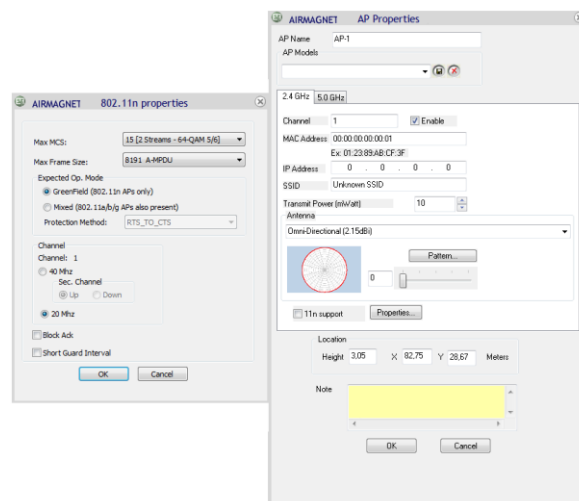 AIRMAGNET 802.11n properties
Max MCS: 15 [2 Streams - 64-QAM 5/6]
Max Frame Size: 8191 A-MPDU
Expected Op. Mode
GreenField (802.11n APs only)
Mixed (802.11a/b/g APs also present)
Protection Method: RTS_TO_CTS
Channel
Channel: 1
40 Mhz
Sec. Channel
Up Down
20 Mhz
Block Ack
Short Guard Interval
OK Cancel
AIRMAGNET AP Properties
AP Name AP-1
AP Models
2.4 GHz 5.0 GHz
Channel 1 Enable
MAC Address 00:00:00:00:00:01
Ex: 01:23:89:AB:CF:3F
IP Address 0 . 0 . 0 . 0
SSID Unknown SSID
Transmit Power (mWatt) 10
Antenna
Omni-Directional (2.15dBi)
Pattern...
0
11n support Properties...
Location
Height 3,05 X 82,75 Y 28,67 Meters
Note
OK Cancel